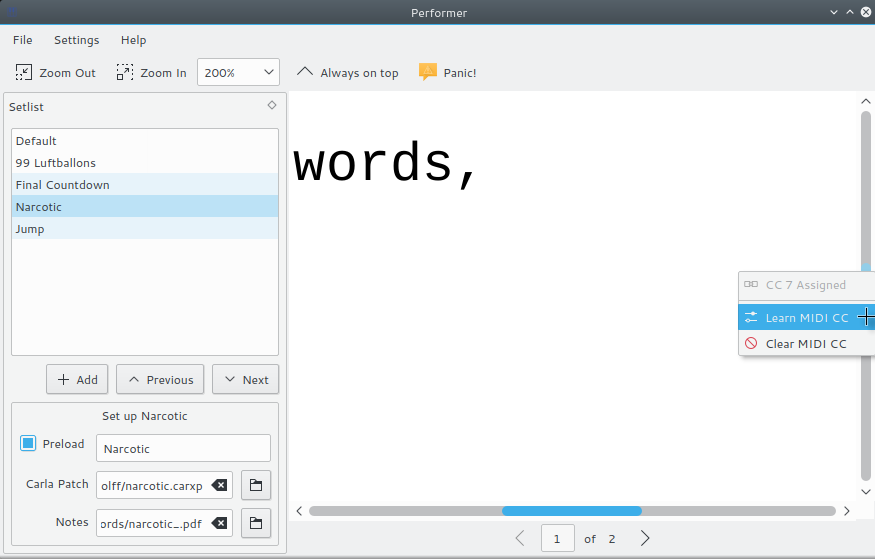 Performer
File Settings Help
Zoom Out Zoom In 200% Always on top Panic!
Setlist
Default
99 Luftballons
Final Countdown
Narcotic
Jump
Add Previous Next
Set up Narcotic
Preload Narcotic
Carla Patch olff/narcotic.carxp
Notes ords/narcotic_.pdf
words,
CC 7 Assigned
Learn MIDI CC
Clear MIDI CC
1 of 2